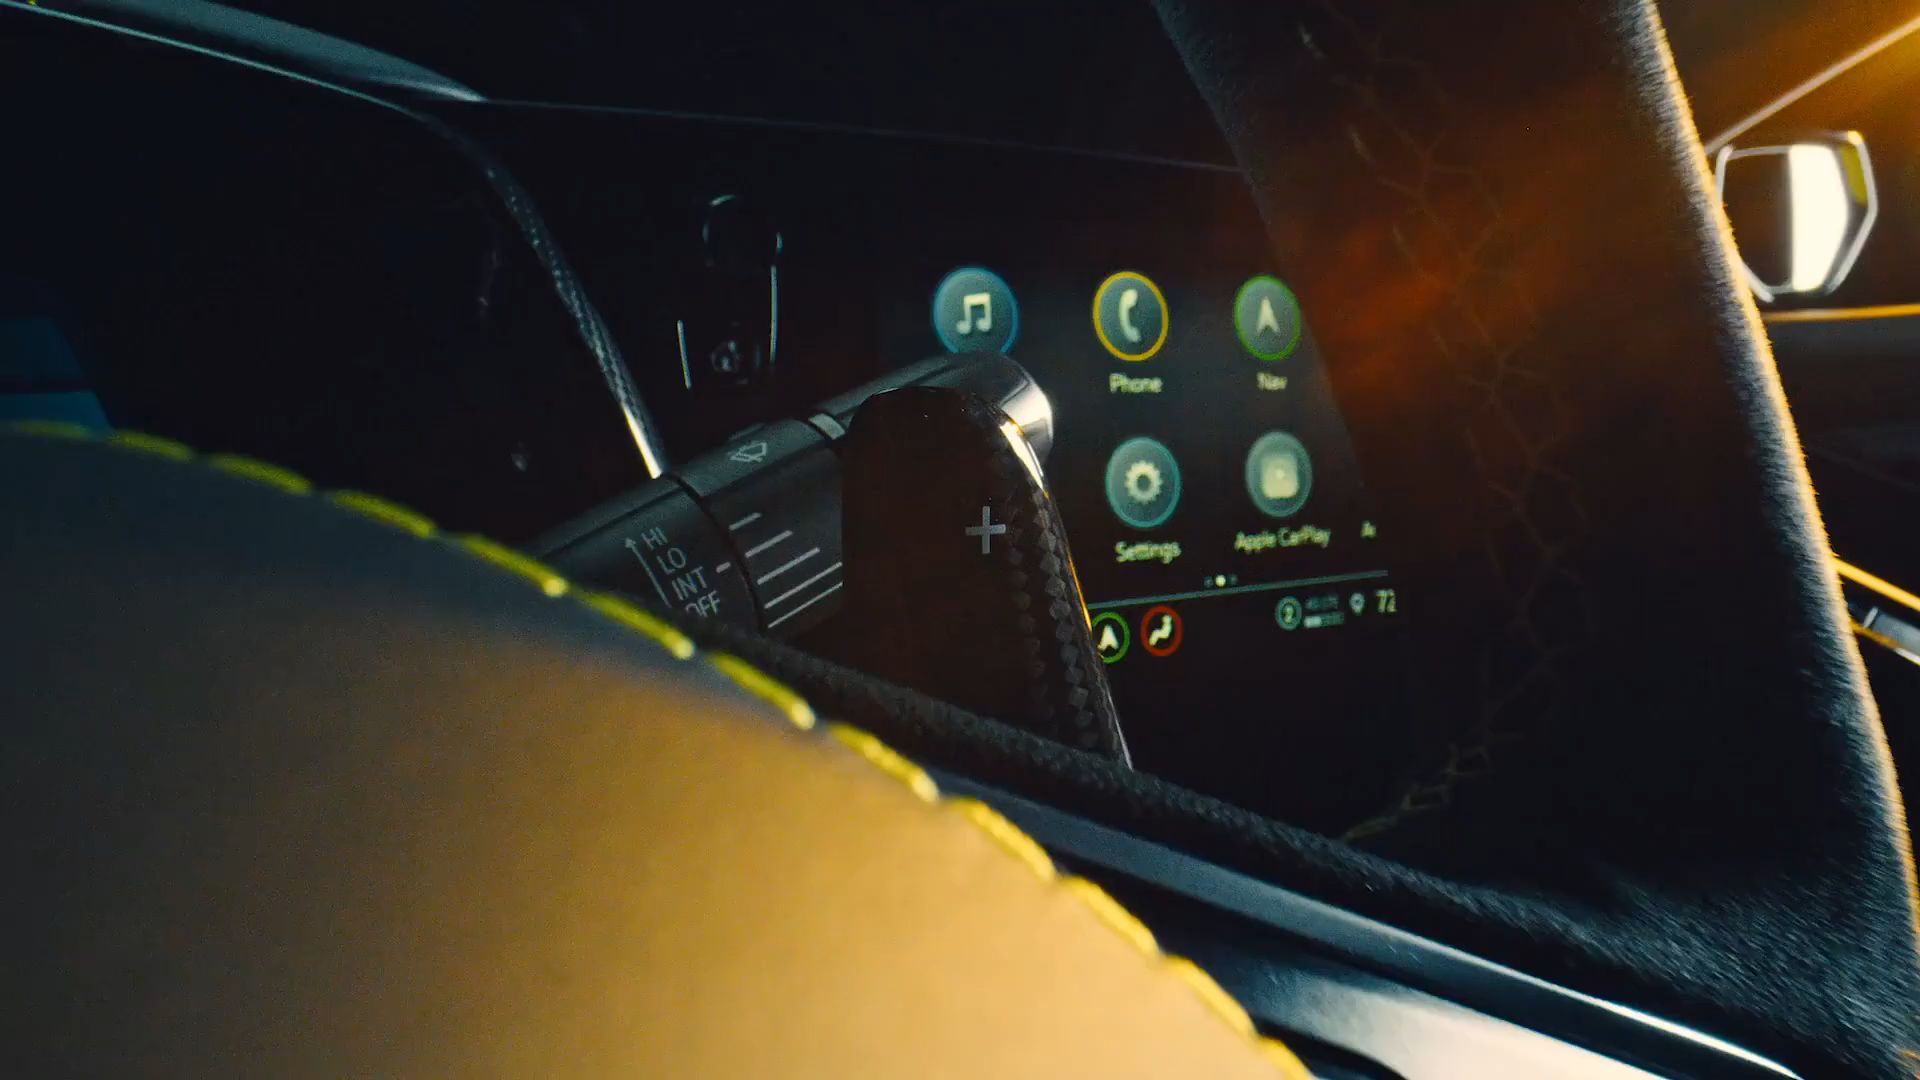 Phone
Nav
Settings
Apple CarPlay
72
+
HI
LO
INT
OFF